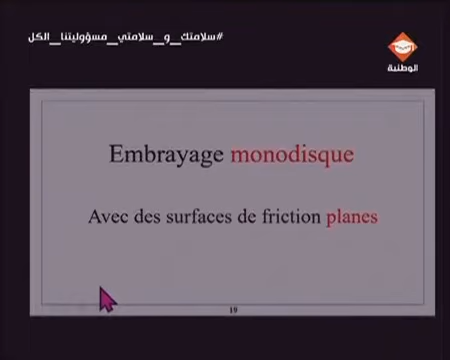 #سلامتك_و_سلامتي_مسؤوليتنا_الكل
الوطنية
Embrayage monodisque
Avec des surfaces de friction planes
19